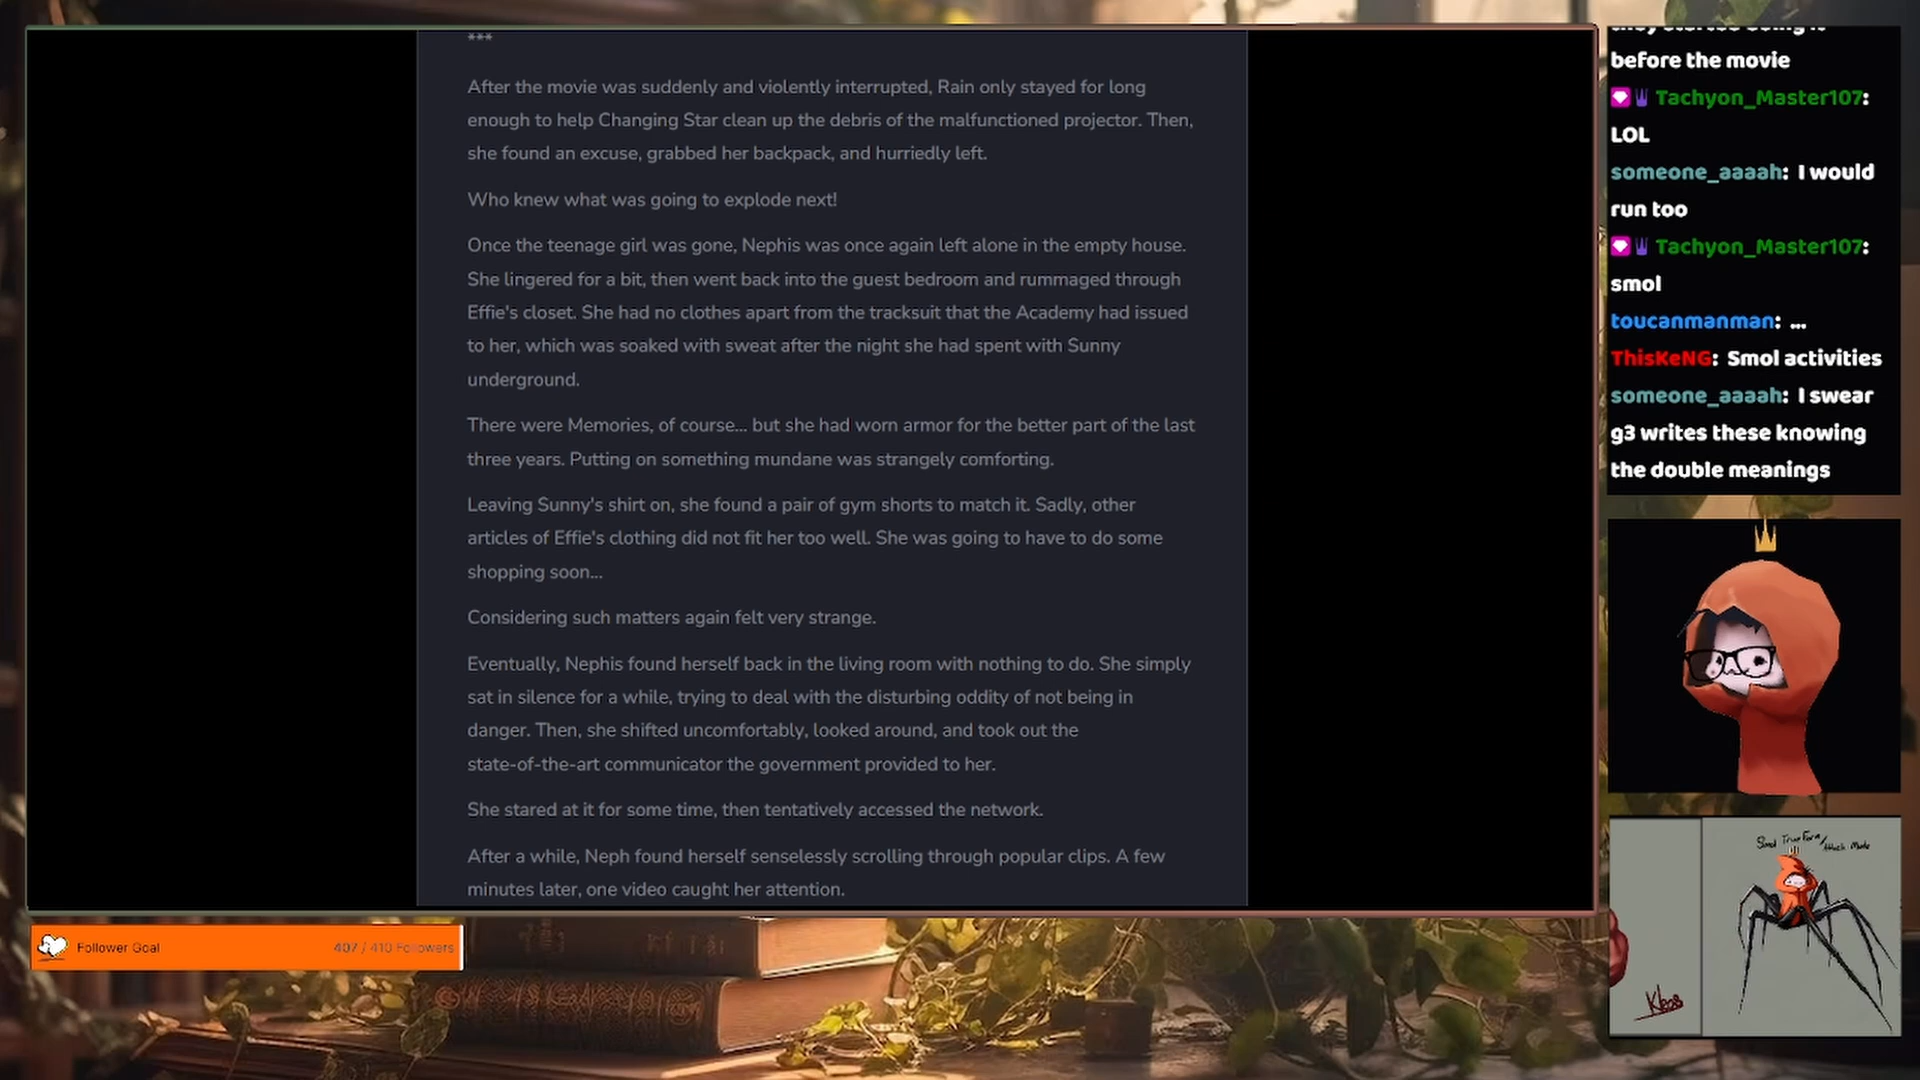 ***
After the movie was suddenly and violently interrupted, Rain only stayed for long
enough to help Changing Star clean up the debris of the malfunctioned projector. Then,
she found an excuse, grabbed her backpack, and hurriedly left.
Who knew what was going to explode next!
Once the teenage girl was gone, Nephis was once again left alone in the empty house.
She lingered for a bit, then went back into the guest bedroom and rummaged through
Effie's closet. She had no clothes apart from the tracksuit that the Academy had issued
to her, which was soaked with sweat after the night she had spent with Sunny
underground.
There were Memories, of course... but she had worn armor for the better part of the last
three years. Putting on something mundane was strangely comforting.
Leaving Sunny's shirt on, she found a pair of gym shorts to match it. Sadly, other
articles of Effie's clothing did not fit her too well. She was going to have to do some
shopping soon...
Considering such matters again felt very strange.
Eventually, Nephis found herself back in the living room with nothing to do. She simply
sat in silence for a while, trying to deal with the disturbing oddity of not being in
danger. Then, she shifted uncomfortably, looked around, and took out the
state-of-the-art communicator the government provided to her.
She stared at it for some time, then tentatively accessed the network.
After a while, Neph found herself senselessly scrolling through popular clips. A few
minutes later, one video caught her attention.
before the movie
Tachyon_Master107:
LOL
someone_aaaah: I would
run too
Tachyon_Master107:
smol
toucanmanman: ...
ThisKeNG: Smol activities
someone_aaaah: I swear
g3 writes these knowing
the double meanings
Smol True Form/
Attack Mode
Kleos
Follower Goal
407 / 410 Followers